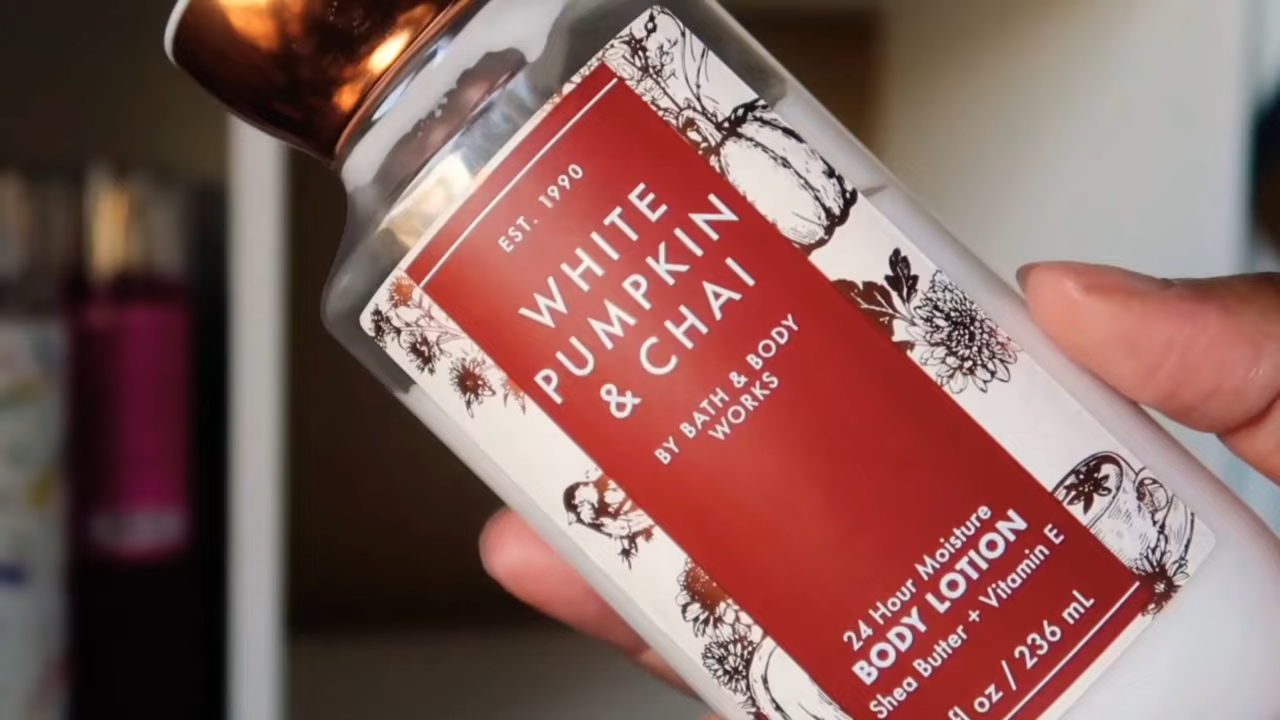 EST. 1990
WHITE
PUMPKIN
& CHAI
BY BATH & BODY
WORKS
24 Hour Moisture
BODY LOTION
Shea Butter + Vitamin E
fl oz / 236 mL